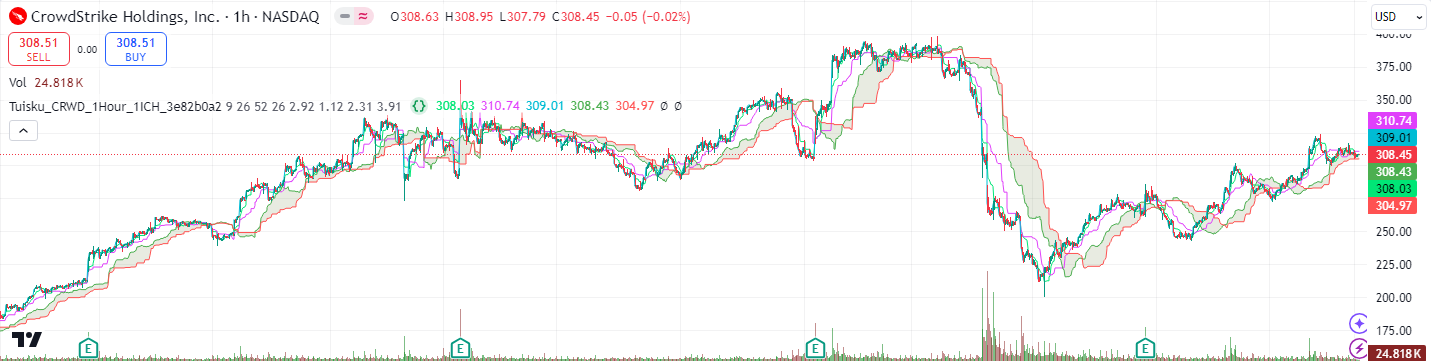 CrowdStrike Holdings, Inc. · 1h · NASDAQ O308.63 H308.95 L307.79 C308.45 −0.05 (−0.02%)
USD
308.51 SELL
0.00
308.51 BUY
Vol 24.818 K
Tuisku_CRWD_1Hour_1ICH_3e82b0a2 9 26 52 26 2.92 1.12 2.31 3.91 {} 308.03 310.74 309.01 308.43 304.97 ∅ ∅
400.00
375.00
350.00
310.74
309.01
308.45
308.43
308.03
304.97
250.00
225.00
200.00
175.00
24.818 K
E E E E